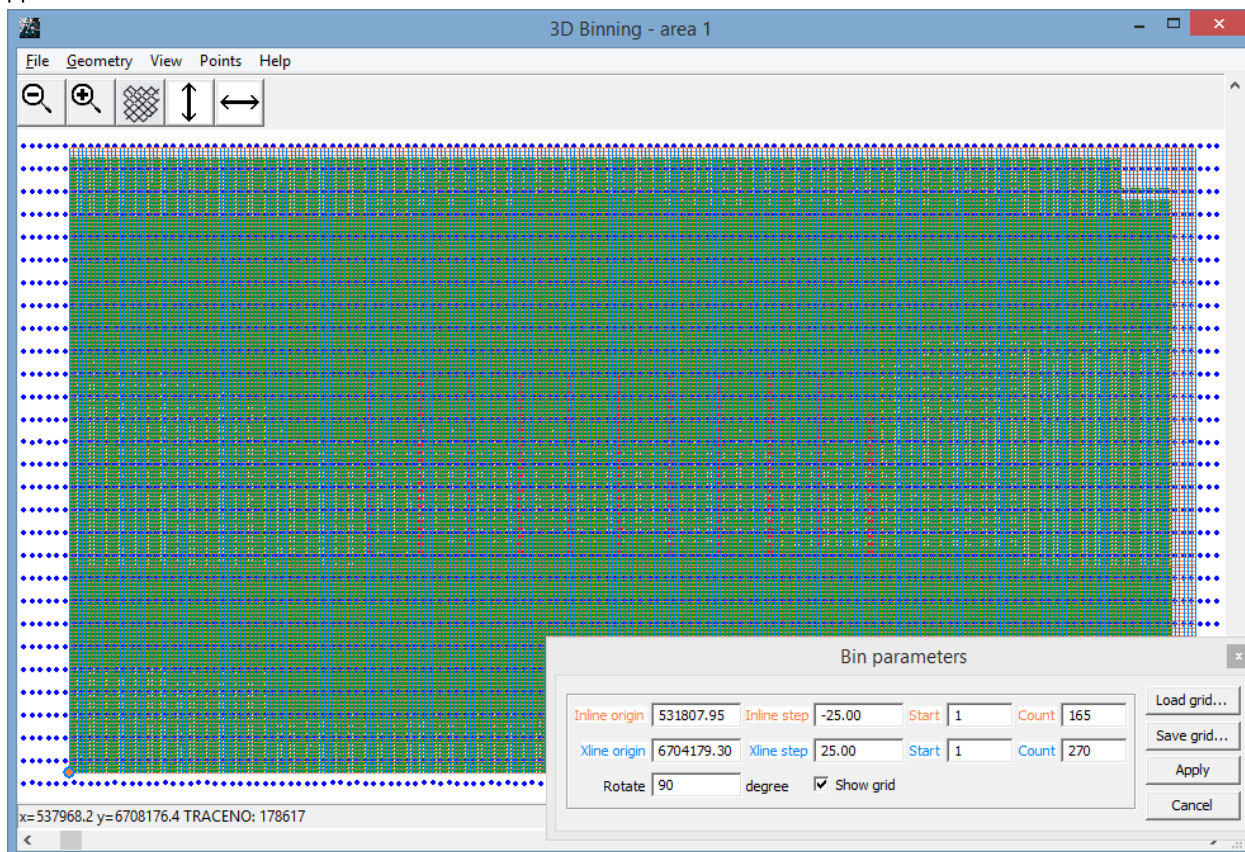 3D Binning - area 1
File Geometry View Points Help
Bin parameters
Inline origin 531807.95 Inline step -25.00 Start 1 Count 165 Load grid...
Xline origin 6704179.30 Xline step 25.00 Start 1 Count 270 Save grid...
Rotate 90 degree Show grid Apply
Cancel
x=537968.2 y=6708176.4 TRACENO: 178617